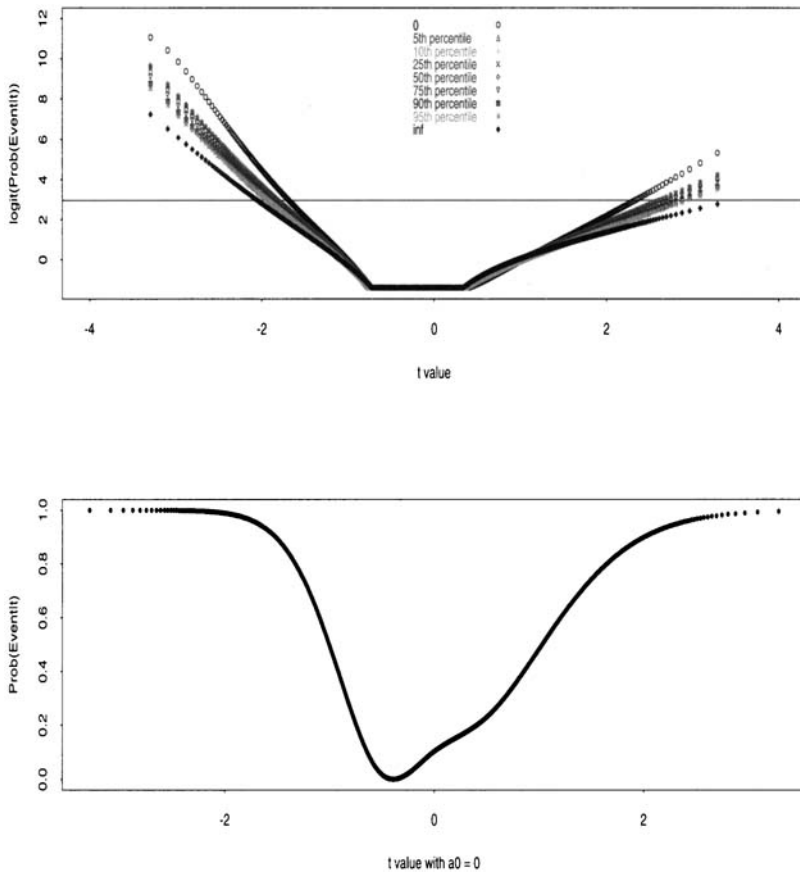 logit(Prob(Event|t))
12
10
8
6
4
2
0
0
5th percentile
10th percentile
25th percentile
50th percentile
75th percentile
90th percentile
95th percentile
inf
-4
-2
0
2
4
t value
Prob(Event|t)
1.0
0.8
0.6
0.4
0.2
0.0
-2
0
2
t value with a0 = 0